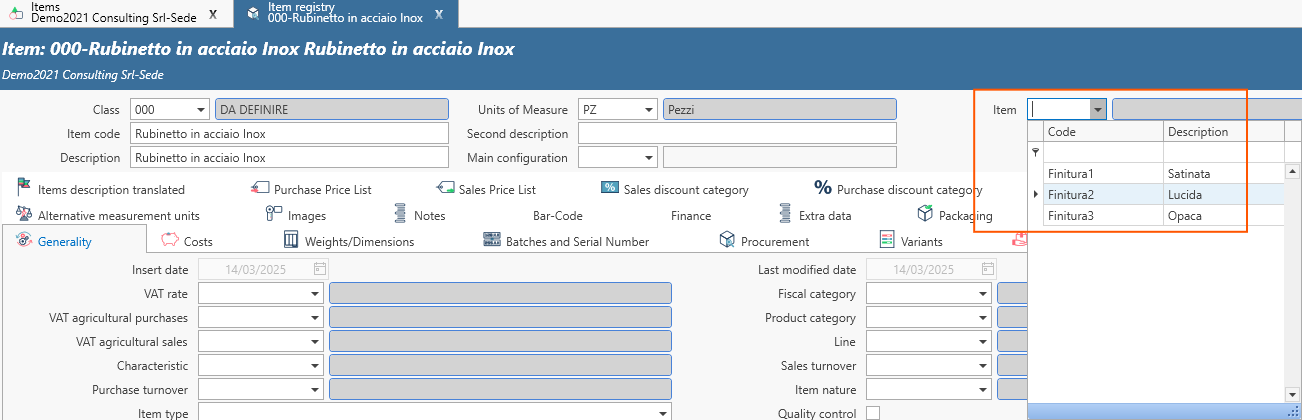 Items
Demo2021 Consulting Srl-Sede X
Item registry
000-Rubinetto in acciaio Inox X
Item: 000-Rubinetto in acciaio Inox Rubinetto in acciaio Inox
Demo2021 Consulting Srl-Sede
Class 000 DA DEFINIRE Units of Measure PZ Pezzi Item
Item code Rubinetto in acciaio Inox Second description
Description Rubinetto in acciaio Inox Main configuration
Code Description
Finitura1 Satinata
Finitura2 Lucida
Finitura3 Opaca
Items description translated Purchase Price List Sales Price List % Sales discount category % Purchase discount category
Alternative measurement units Images Notes Bar-Code Finance Extra data Packaging
Generality Costs Weights/Dimensions Batches and Serial Number Procurement Variants
Insert date 14/03/2025 Last modified date 14/03/2025
VAT rate Fiscal category
VAT agricultural purchases Product category
VAT agricultural sales Line
Characteristic Sales turnover
Purchase turnover Item nature
Item type Quality control